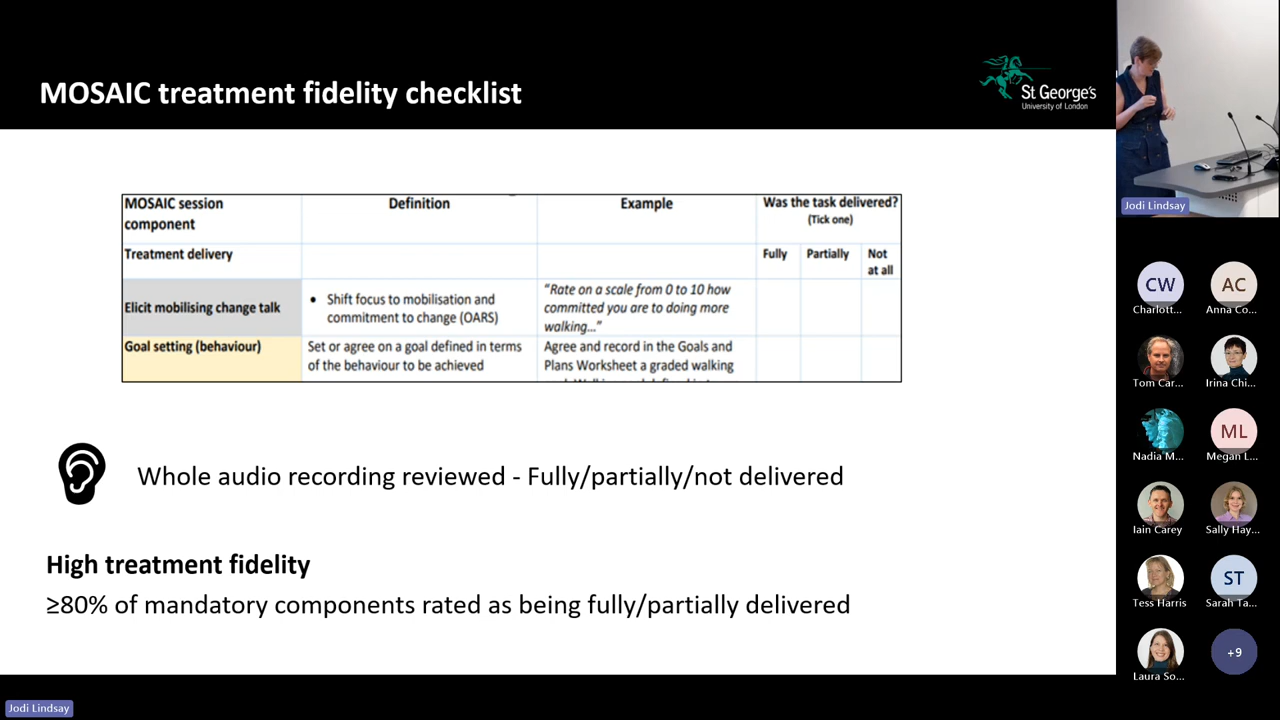 MOSAIC treatment fidelity checklist
St George's
University of London
MOSAIC session
component
Definition
Example
Was the task delivered?
(Tick one)
Treatment delivery
Fully
Partially
Not
at all
Elicit mobilising change talk
• Shift focus to mobilisation and
commitment to change (OARS)
"Rate on a scale from 0 to 10 how
committed you are to doing more
walking..."
Goal setting (behaviour)
Set or agree on a goal defined in terms
of the behaviour to be achieved
Agree and record in the Goals and
Plans Worksheet a graded walking
Whole audio recording reviewed - Fully/partially/not delivered
High treatment fidelity
≥80% of mandatory components rated as being fully/partially delivered
Jodi Lindsay
CW
Charlott...
AC
Anna Co...
Tom Car...
Irina Chi...
Nadia M...
ML
Megan L...
Iain Carey
Sally Hay...
Tess Harris
ST
Sarah Ta...
Laura So...
+9
Jodi Lindsay